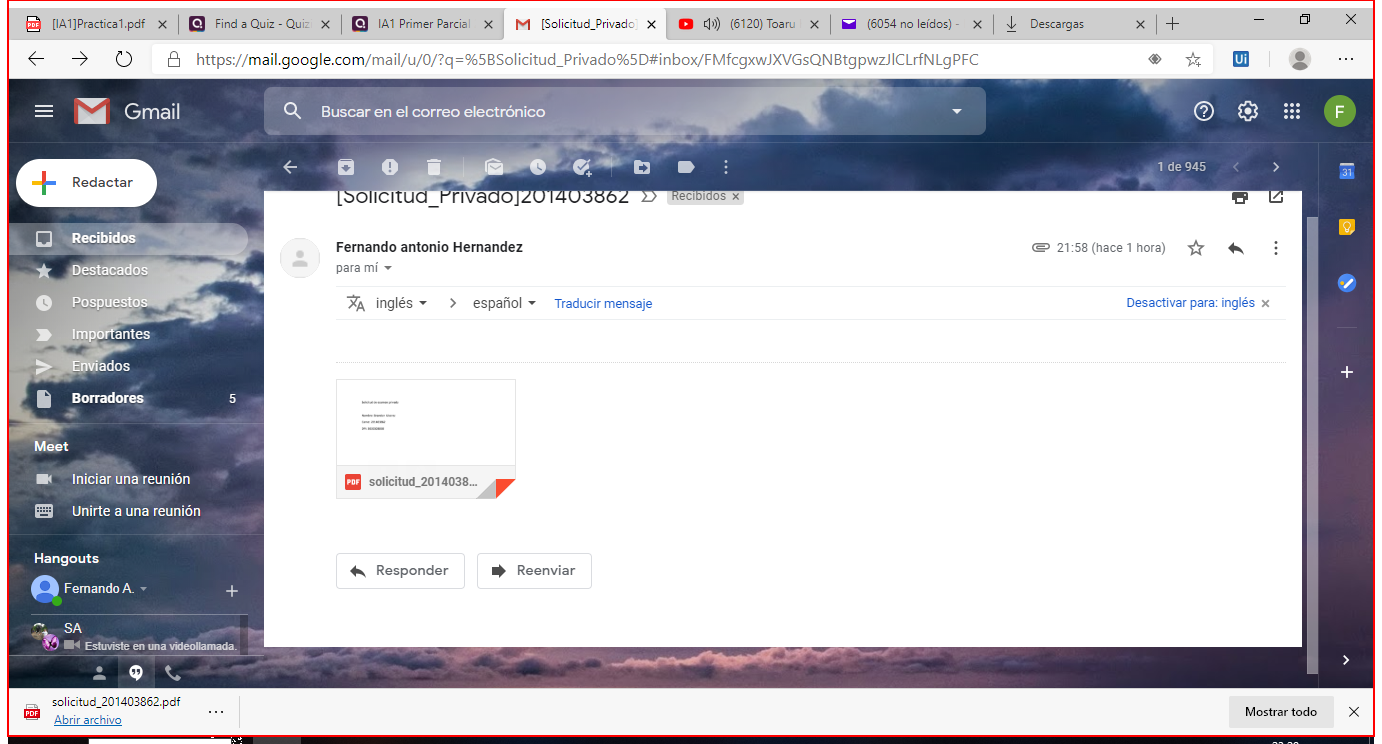 [IA1]Practica1.pdf
Find a Quiz - Quiz
IA1 Primer Parcial
[Solicitud_Privado]
(6120) Toaru
(6054 no leídos) -
Descargas
https://mail.google.com/mail/u/0/?q=%5BSolicitud_Privado%5D#inbox/FMfcgxwJXVGsQNBtgpwzJlCLrfNLgPFC
Ui
Gmail
Buscar en el correo electrónico
F
Redactar
1 de 945
31
[Solicitud_Privado]201403862
Recibidos
Recibidos
Destacados
Pospuestos
Importantes
Enviados
Borradores 5
Fernando antonio Hernandez
21:58 (hace 1 hora)
para mí
inglés > español Traducir mensaje
Desactivar para: inglés
PDF solicitud_2014038...
Responder
Reenviar
Meet
Iniciar una reunión
Unirte a una reunión
Hangouts
Fernando A.
SA
Estuviste en una videollamada.
PDF solicitud_201403862.pdf
Abrir archivo
Mostrar todo